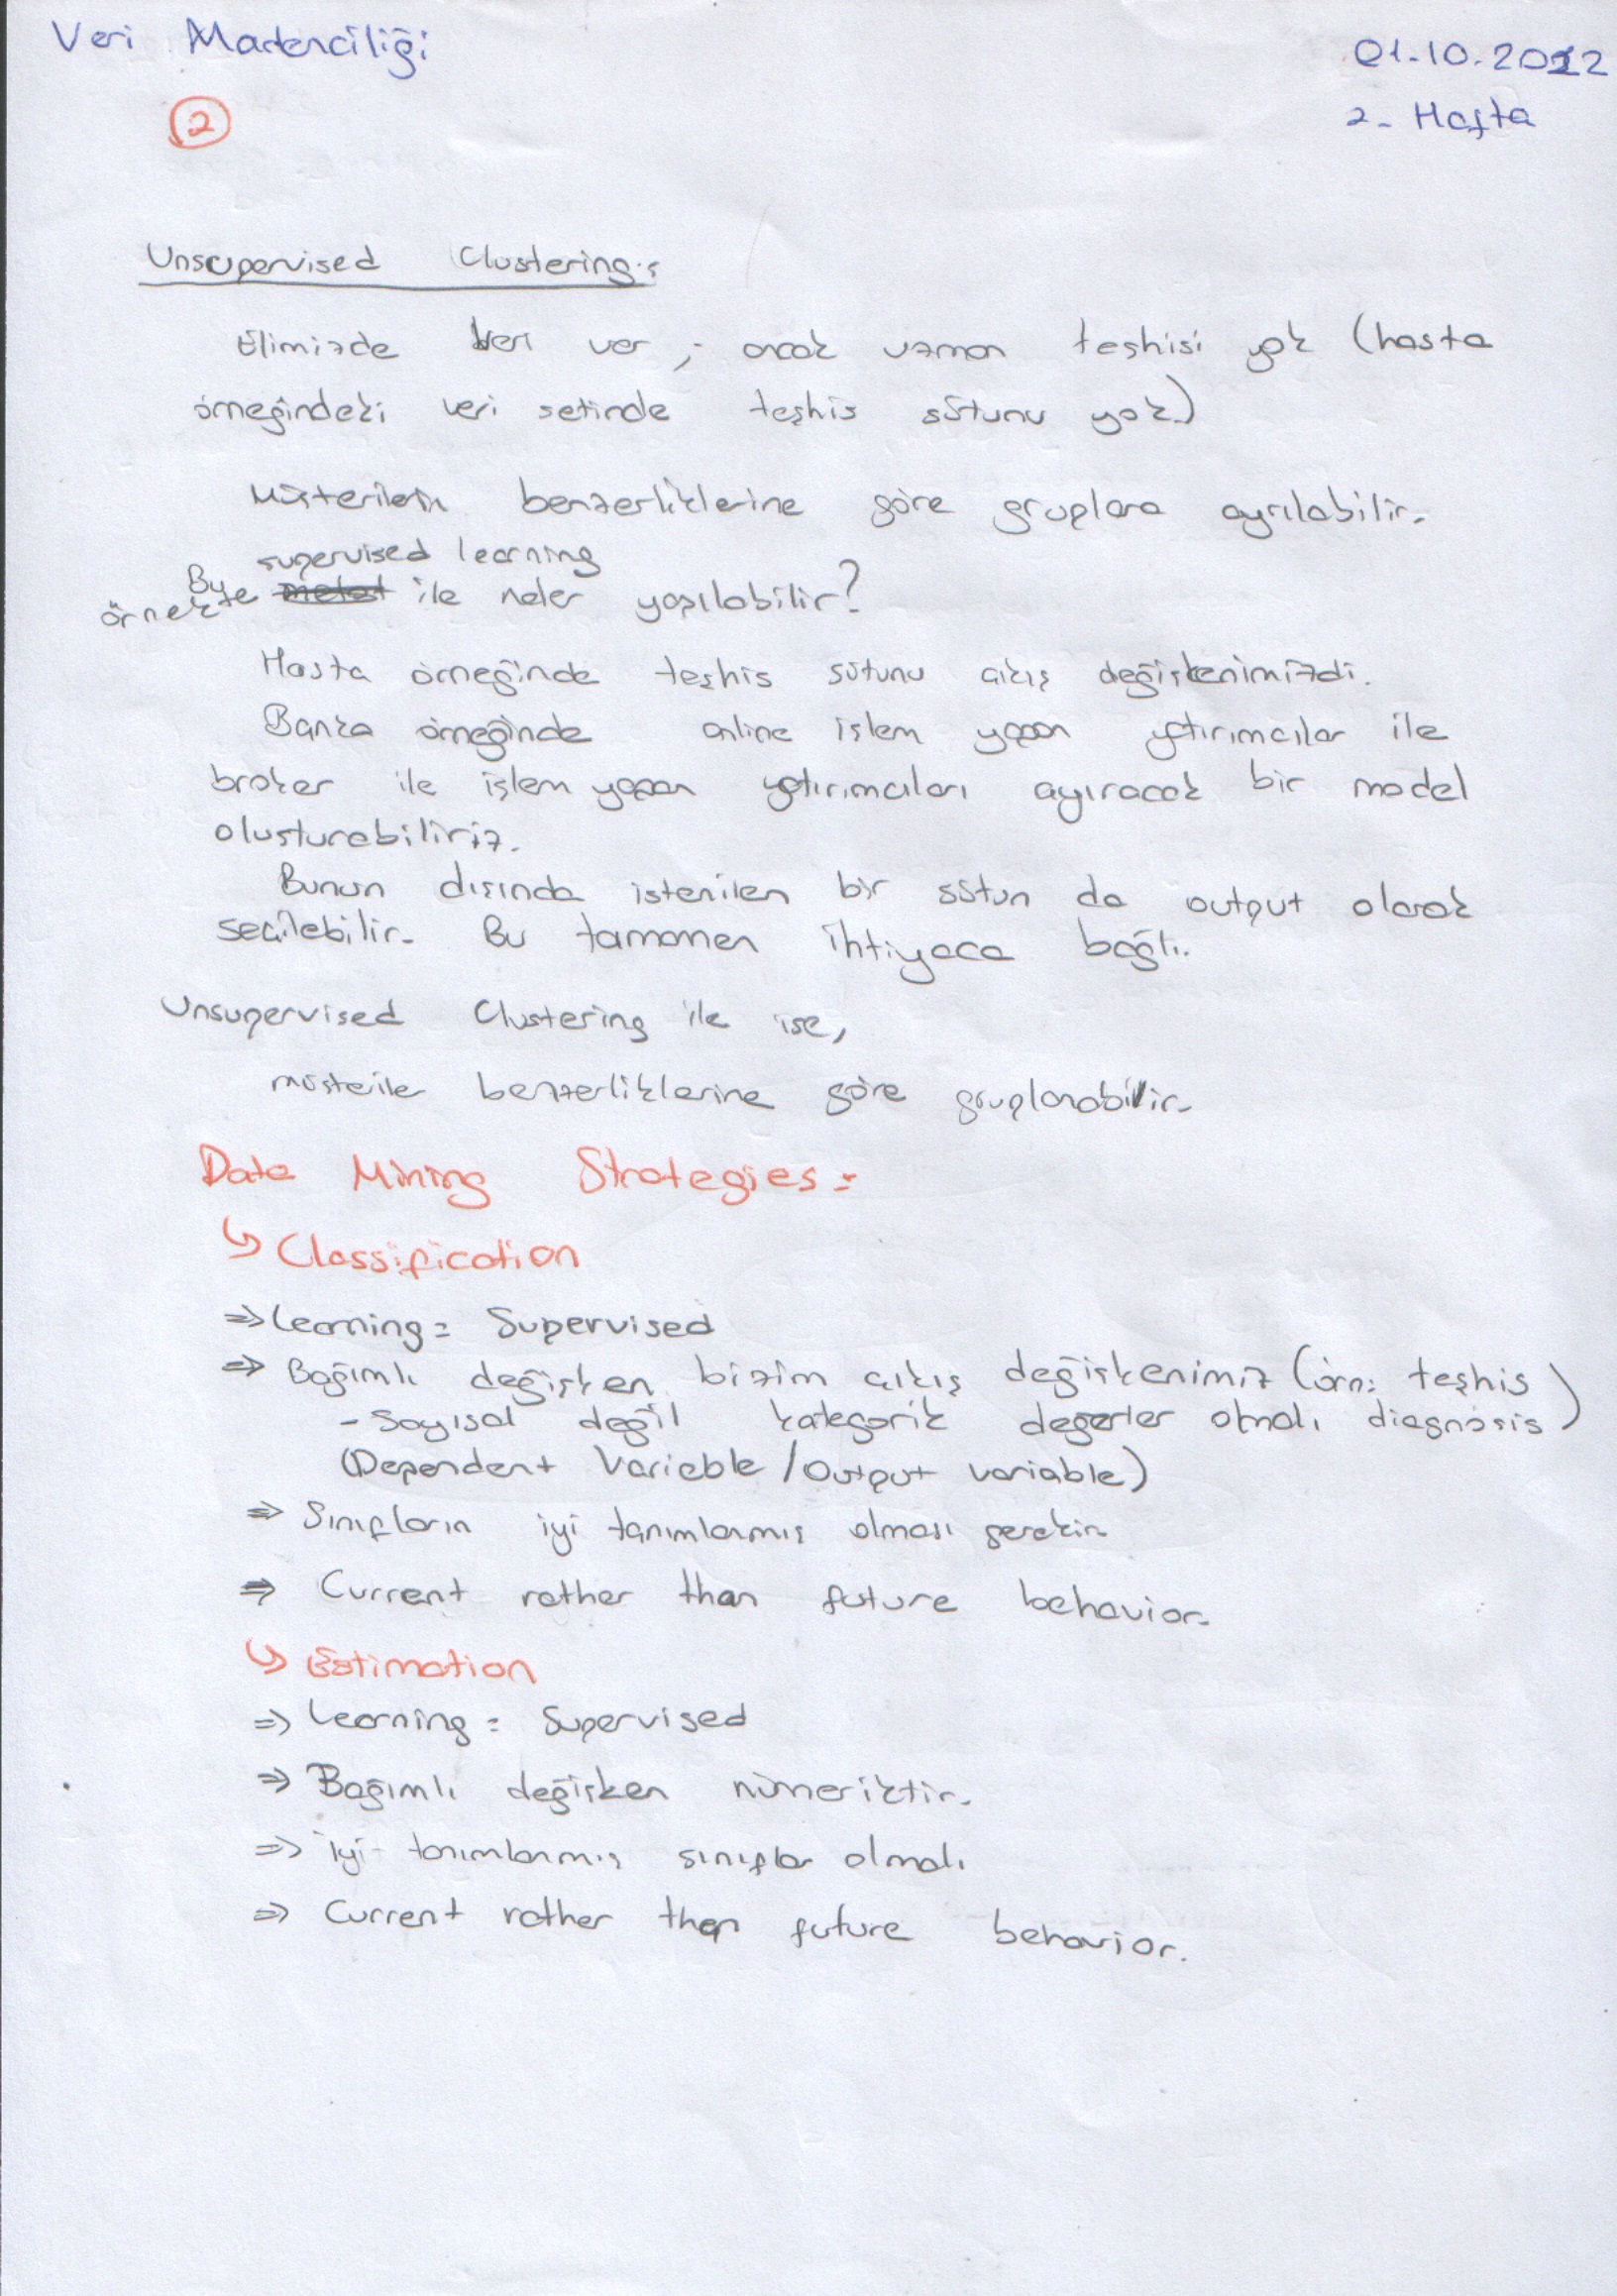 Veri Madenciliği
01.10.2012
2
2. Hafta
Unsupervised Clustering:
Elimizde veri var; ancak uzman teşhisi yok (hasta
örneğindeki veri setinde teşhis sütunu yok.)
Müşterilerin benzerliklerine göre gruplara ayrılabilir.
supervised learning
Bu örnekte metot ile neler yapılabilir?
Hasta örneğinde teşhis sütunu çıkış değişkenimizdi.
Banka örneğinde online işlem yapan yatırımcılar ile
broker ile işlem yapan yatırımcıları ayıracak bir model
oluşturabiliriz.
Bunun dışında istenilen bir sütun da output olarak
seçilebilir. Bu tamamen ihtiyaca bağlı.
Unsupervised Clustering ile ise,
müşteriler benzerliklerine göre gruplanabilir.
Data Mining Strategies:
↳ Classification
⇒ Learning: Supervised
⇒ Bağımlı değişken bizim çıkış değişkenimiz (örn: teşhis
- Sayısal değil kategorik değerler olmalı diagnosis)
(Dependent Variable / Output variable)
⇒ Sınıfların iyi tanımlanmış olması gerekir.
⇒ Current rather than future behavior.
↳ Estimation
⇒ Learning: Supervised
⇒ Bağımlı değişken nümeriktir.
⇒ İyi tanımlanmış sınıflar olmalı
⇒ Current rather than future behavior.